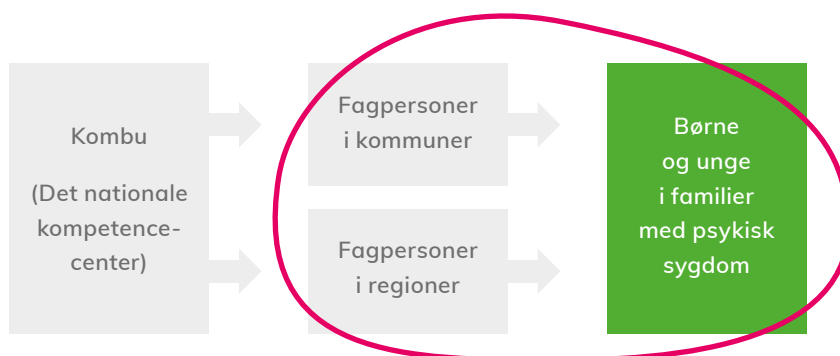 Kombu
(Det nationale
kompetence-
center)
Fagpersoner
i kommuner
Fagpersoner
i regioner
Børne
og unge
i familier
med psykisk
sygdom